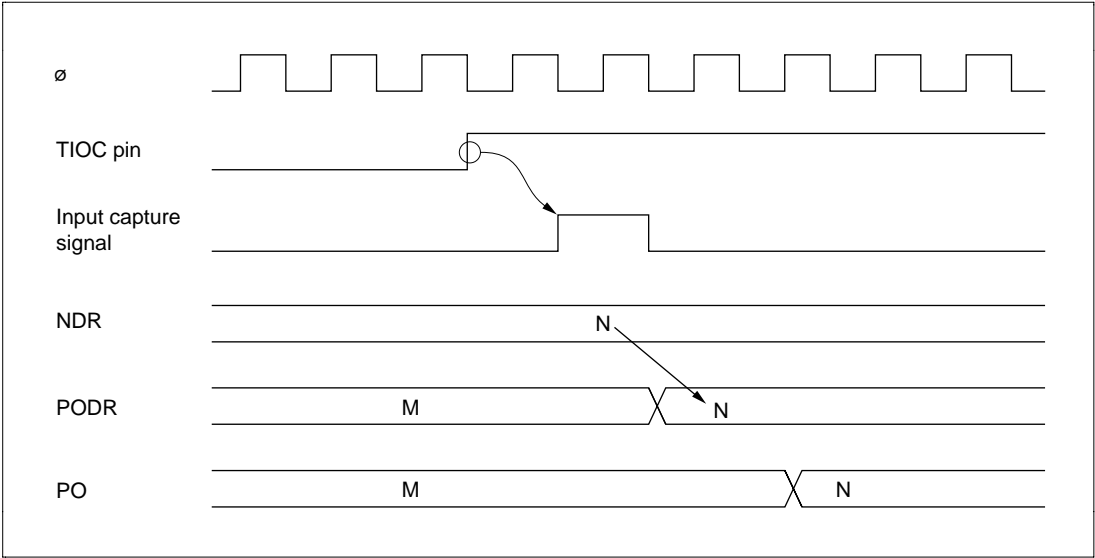 ø
TIOC pin
Input capture
signal
NDR
N
PODR
M
N
PO
M
N